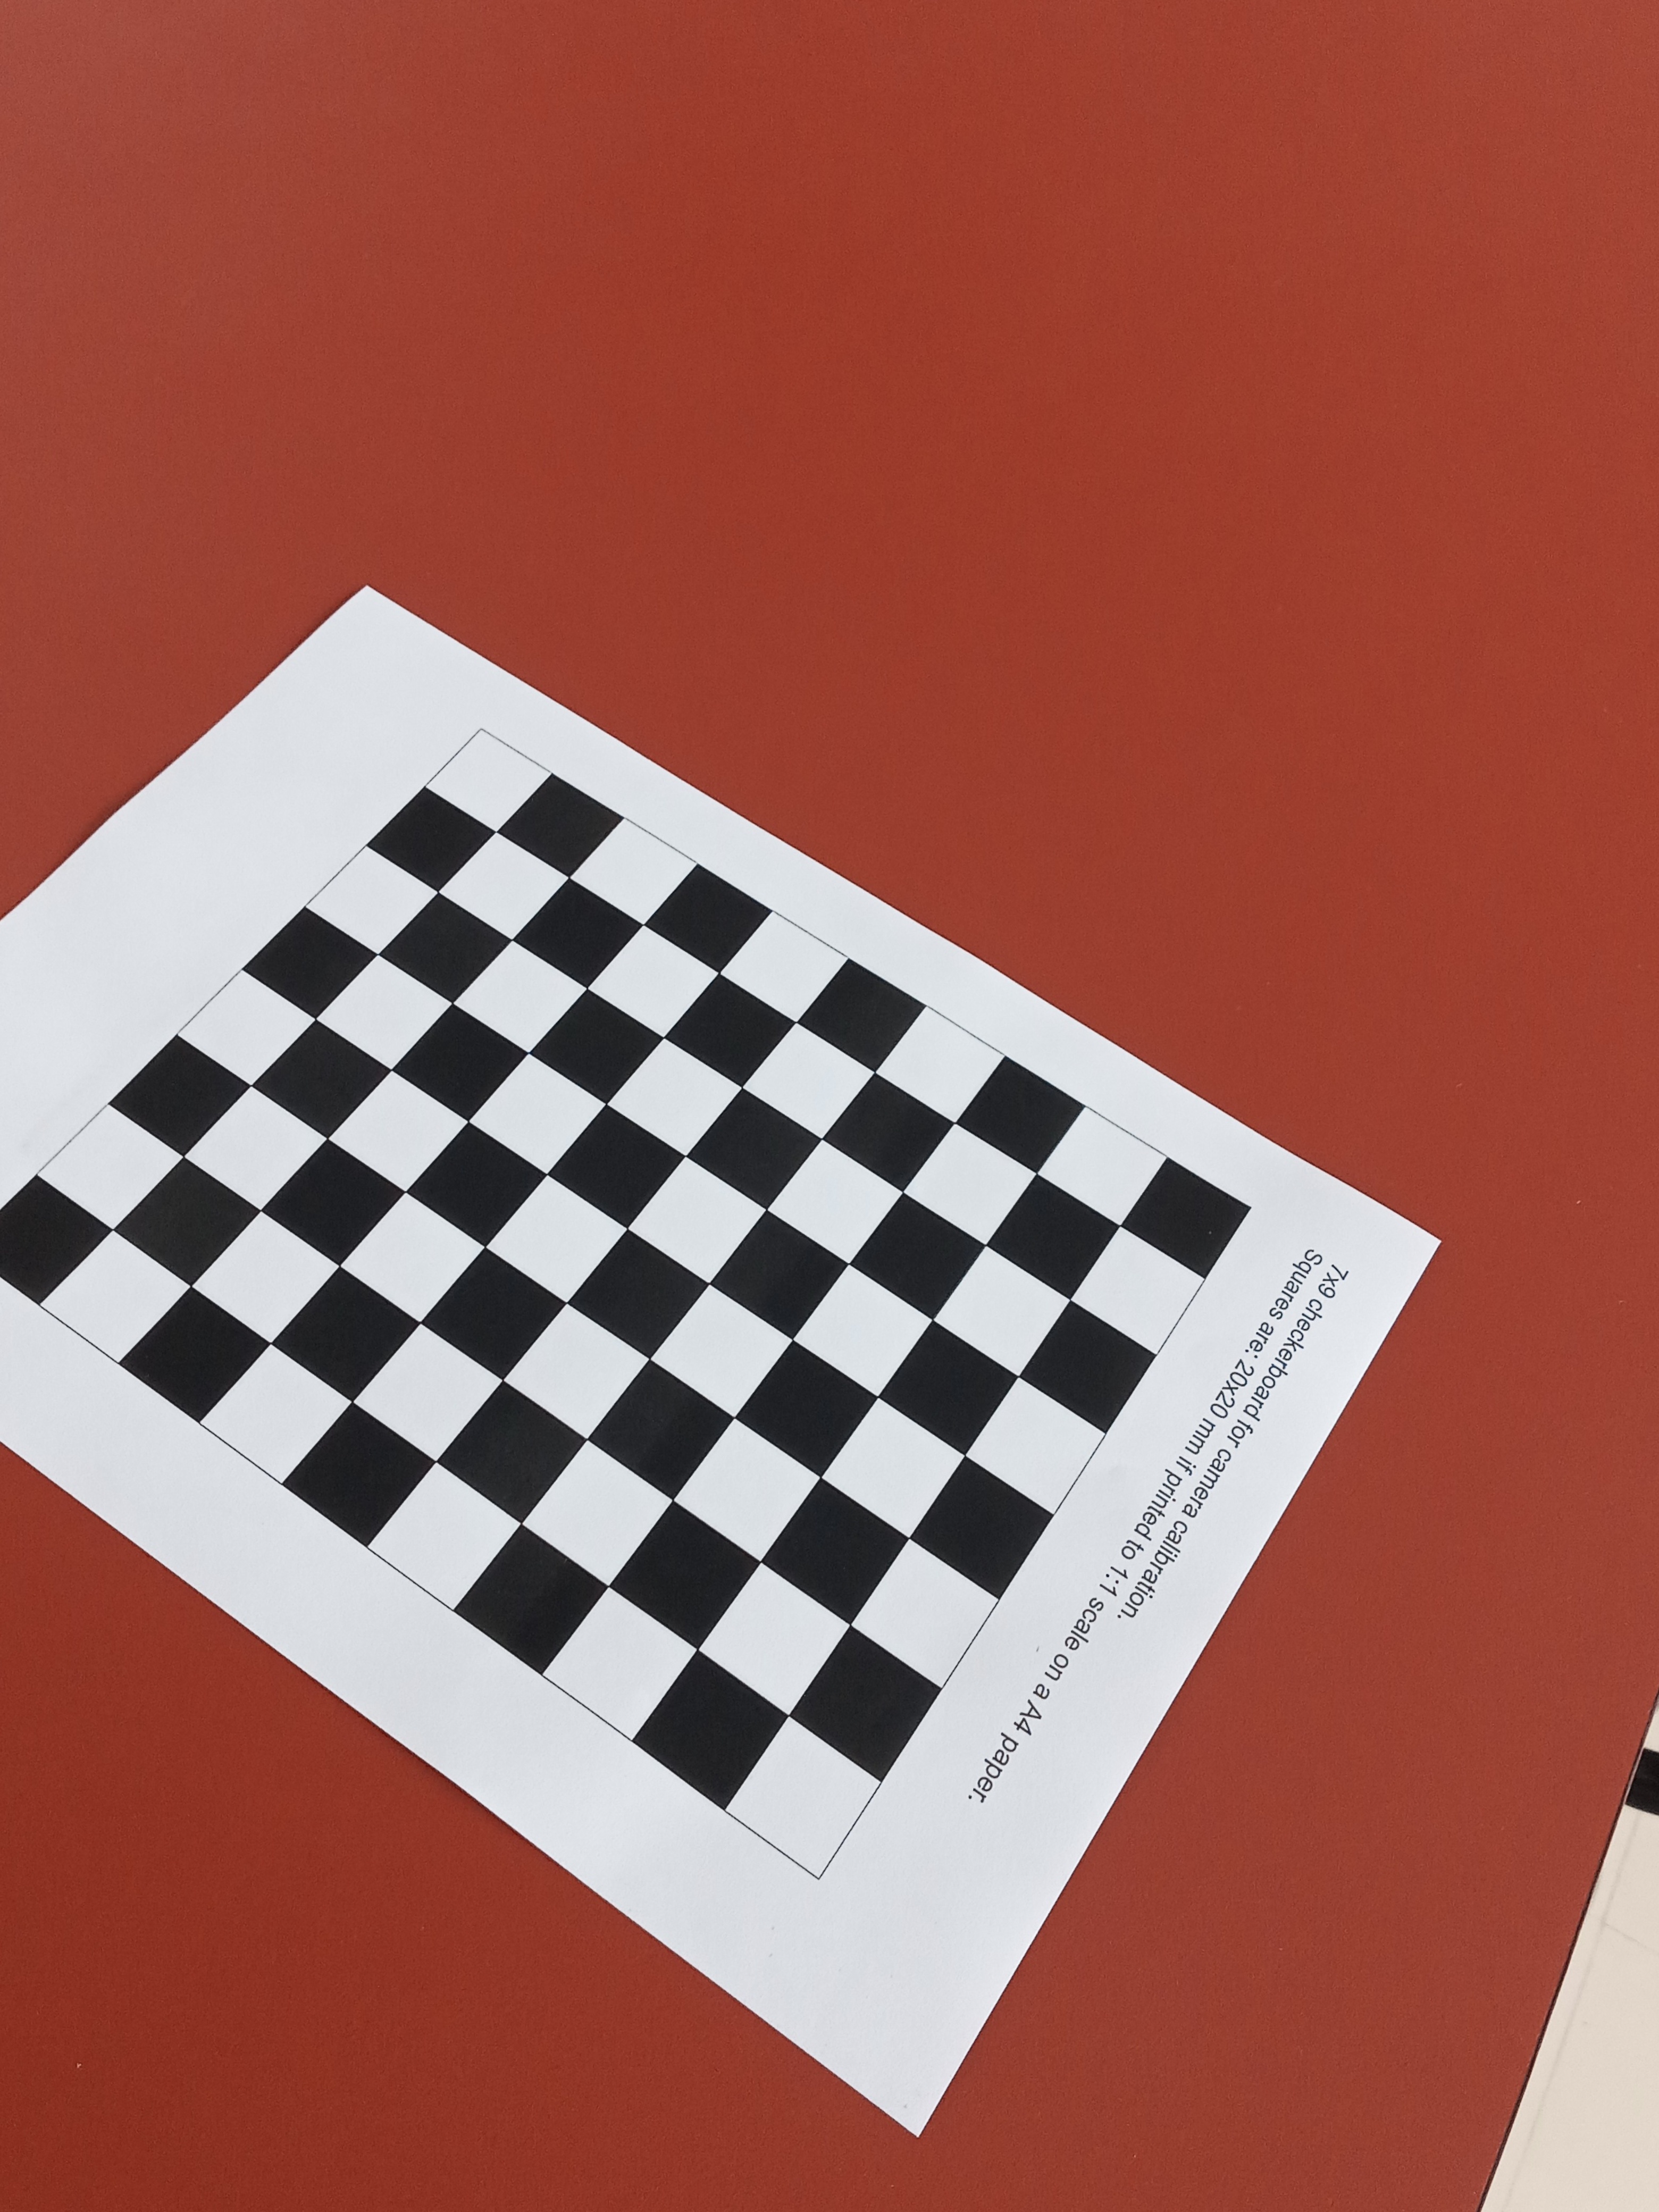 7x9 checkerboard for camera calibration.
Squares are: 20x20 mm if printed to 1:1 scale on a A4 paper.